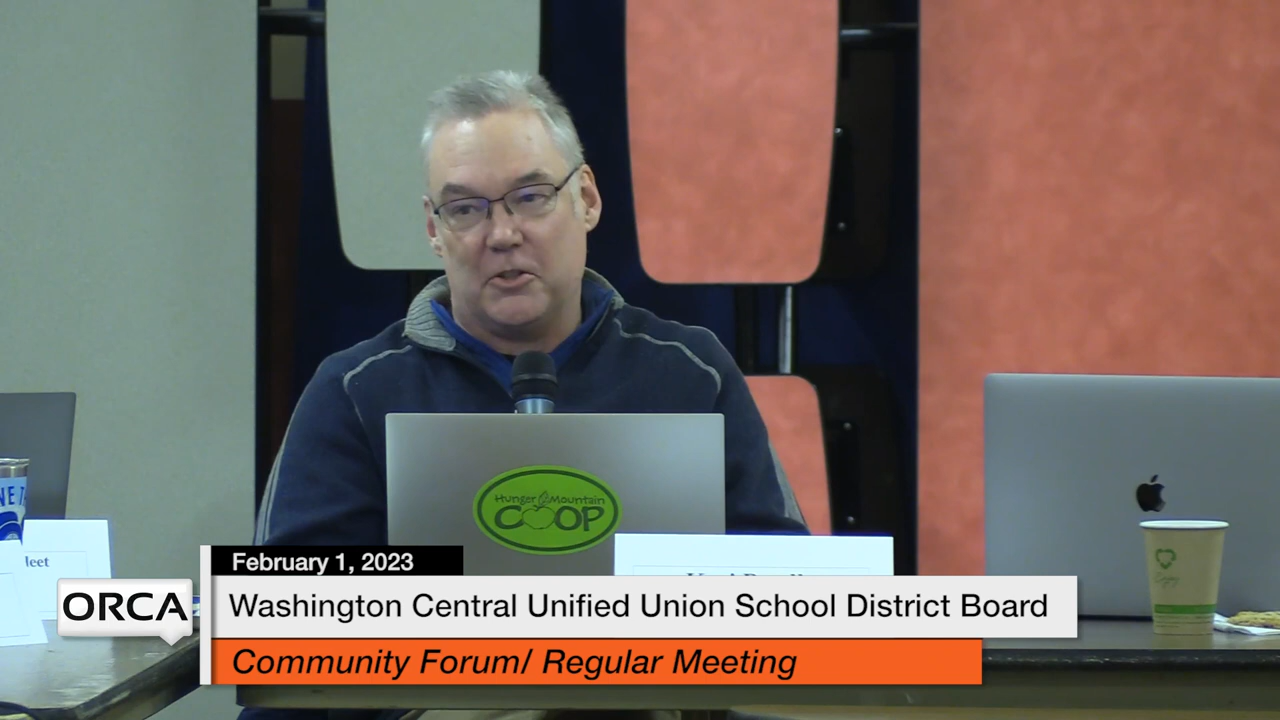 Hunger Mountain
COOP
February 1, 2023
ORCA
Washington Central Unified Union School District Board
Community Forum/ Regular Meeting